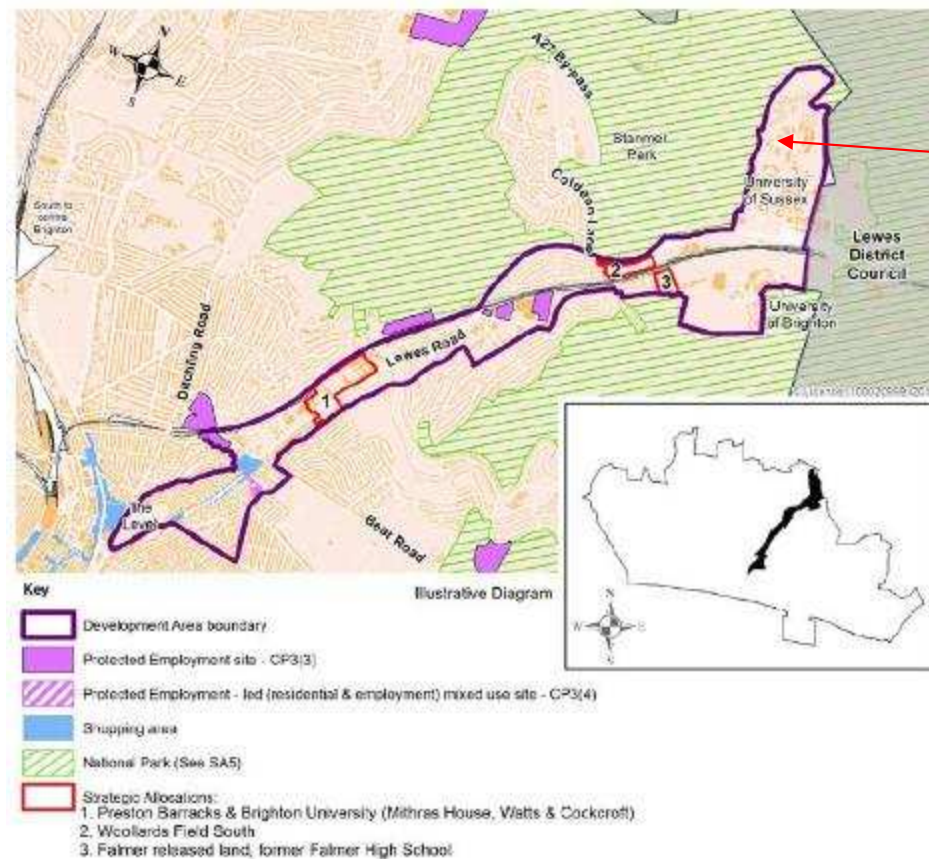 N
W
E
S
A27 By-pass
Stanmer
Park
Coldean Lane
University
of Sussex
South to
central
Brighton
Lewes
District
Council
2
3
University
of Brighton
Ditchling Road
Lewes Road
1
The
Level
Bear Road
Key
Illustrative Diagram
N
W
E
S
Development Area boundary
Protected Employment site - CP3(3)
Protected Employment - led (residential & employment) mixed use site - CP3(4)
Shopping area
National Park (See SA5)
Strategic Allocations:
1. Preston Barracks & Brighton University (Mithras House, Watts & Cockcroft)
2. Woollards Field South
3. Falmer released land, former Falmer High School